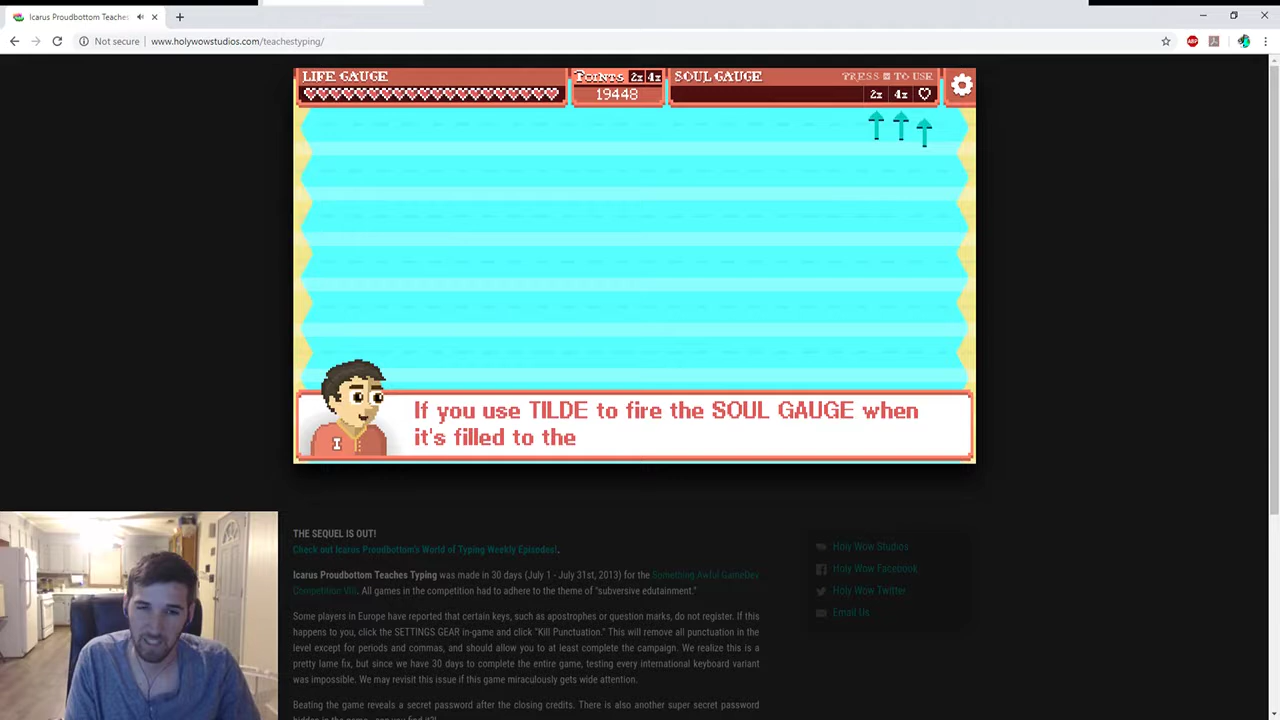 Icarus Proudbottom Teaches
Not secure
www.holywowstudios.com/teachestyping/
ABP
LIFE GAUGE
POINTS 2x 4x
19448
SOUL GAUGE
PRESS TO USE
2x 4x
If you use TILDE to fire the SOUL GAUGE when
it's filled to the
I
THE SEQUEL IS OUT!
Check out Icarus Proudbottom's World of Typing Weekly Episodes!.
Icarus Proudbottom Teaches Typing was made in 30 days (July 1 - July 31st, 2013) for the Something Awful GameDev
Competition VIII. All games in the competition had to adhere to the theme of "subversive edutainment."
Some players in Europe have reported that certain keys, such as apostrophes or question marks, do not register. If this
happens to you, click the SETTINGS GEAR in-game and click "Kill Punctuation." This will remove all punctuation in the
level except for periods and commas, and should allow you to at least complete the campaign. We realize this is a
pretty lame fix, but since we have 30 days to complete the entire game, testing every international keyboard variant
was impossible. We may revisit this issue if this game miraculously gets wide attention.
Beating the game reveals a secret password after the closing credits. There is also another super secret password
Holy Wow Studios
Holy Wow Facebook
Holy Wow Twitter
Email Us